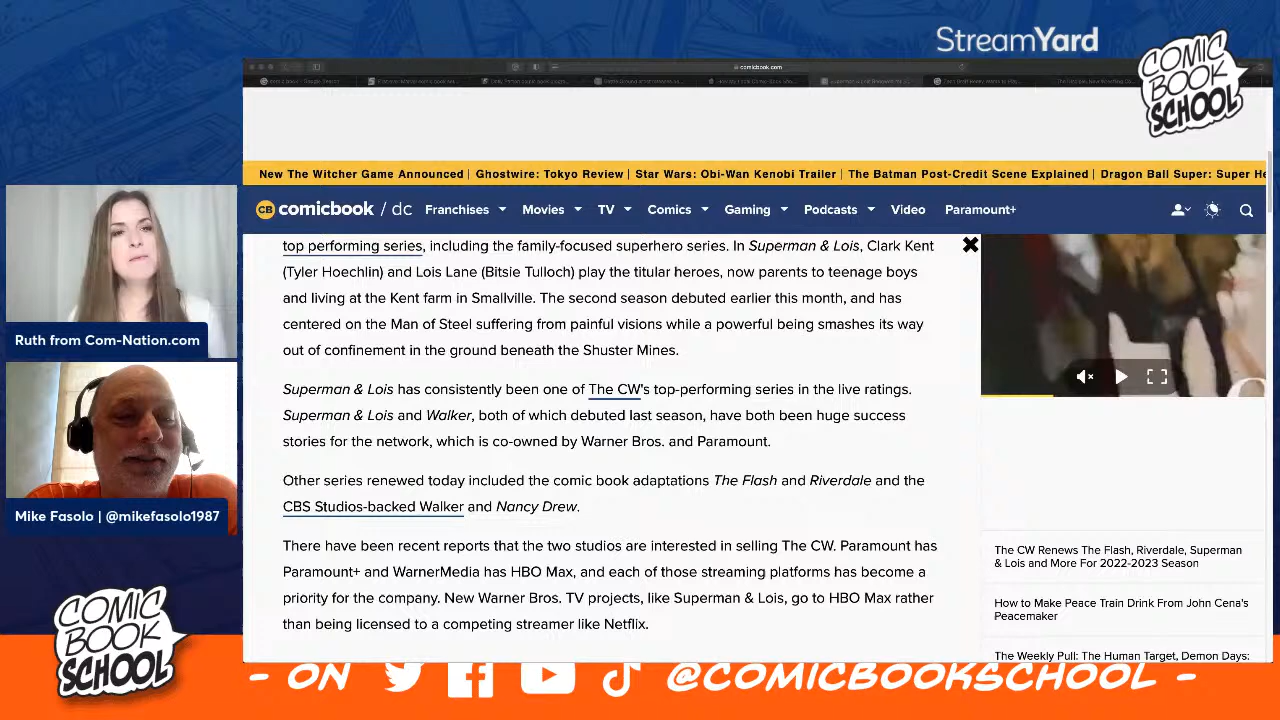 StreamYard
COMIC
BOOK
SCHOOL
comicbook.com
New The Witcher Game Announced | Ghostwire: Tokyo Review | Star Wars: Obi-Wan Kenobi Trailer | The Batman Post-Credit Scene Explained | Dragon Ball Super: Super He
CB comicbook / dc Franchises Movies TV Comics Gaming Podcasts Video Paramount+
top performing series, including the family-focused superhero series. In Superman & Lois, Clark Kent
(Tyler Hoechlin) and Lois Lane (Bitsie Tulloch) play the titular heroes, now parents to teenage boys
and living at the Kent farm in Smallville. The second season debuted earlier this month, and has
centered on the Man of Steel suffering from painful visions while a powerful being smashes its way
out of confinement in the ground beneath the Shuster Mines.
Superman & Lois has consistently been one of The CW's top-performing series in the live ratings.
Superman & Lois and Walker, both of which debuted last season, have both been huge success
stories for the network, which is co-owned by Warner Bros. and Paramount.
Other series renewed today included the comic book adaptations The Flash and Riverdale and the
CBS Studios-backed Walker and Nancy Drew.
There have been recent reports that the two studios are interested in selling The CW. Paramount has
Paramount+ and WarnerMedia has HBO Max, and each of those streaming platforms has become a
priority for the company. New Warner Bros. TV projects, like Superman & Lois, go to HBO Max rather
than being licensed to a competing streamer like Netflix.
The CW Renews The Flash, Riverdale, Superman
& Lois and More For 2022-2023 Season
How to Make Peace Train Drink From John Cena's
Peacemaker
The Weekly Pull: The Human Target, Demon Days:
Ruth from Com-Nation.com
Mike Fasolo | @mikefasolo1987
COMIC
BOOK
SCHOOL
- ON @COMICBOOKSCHOOL -